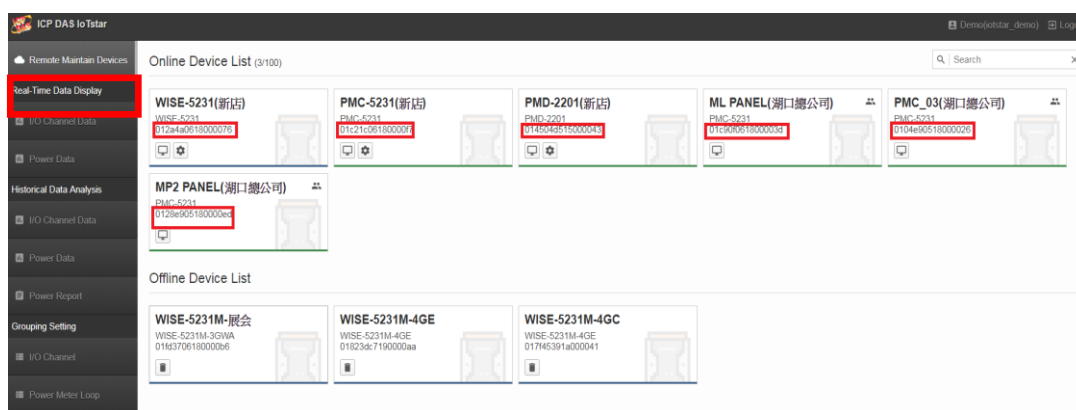 ICP DAS IoTstar
Demo(iotstar_demo)
Remote Maintain Devices
Real-Time Data Display
I/O Channel Data
Power Data
Historical Data Analysis
I/O Channel Data
Power Data
Power Report
Grouping Setting
I/O Channel
Power Meter Loop
Online Device List (3/100)
Search
WISE-5231(新店)
WISE-5231
012a4a0618000076
PMC-5231(新店)
PMC-5231
01c21c06180000f7
PMD-2201(新店)
PMD-2201
014504d515000043
ML PANEL(湖口總公司)
PMC-5231
01c90f061800003d
PMC_03(湖口總公司)
PMC-5231
0104e90518000026
MP2 PANEL(湖口總公司)
PMC-5231
0128e905180000ed
Offline Device List
WISE-5231M-展会
WISE-5231M-3GWA
01fd3706180000b6
WISE-5231M-4GE
WISE-5231M-4GE
01823dc7190000aa
WISE-5231M-4GC
WISE-5231M-4GE
017f45391a000041